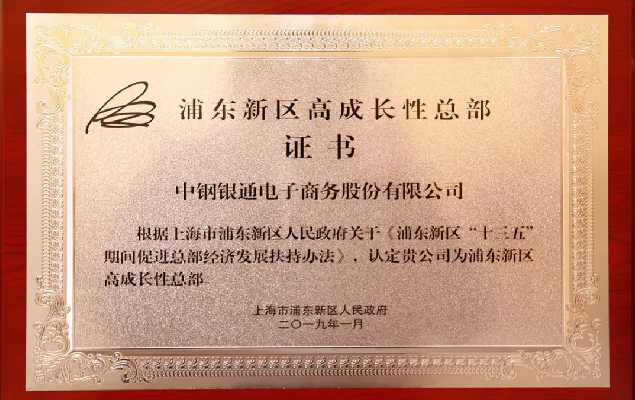 浦东新区高成长性总部
证书
中钢银通电子商务股份有限公司
根据上海市浦东新区人民政府关于《浦东新区“十三五”
期间促进总部经济发展扶持办法》，认定贵公司为浦东新区
高成长性总部
上海市浦东新区人民政府
二〇一九年一月